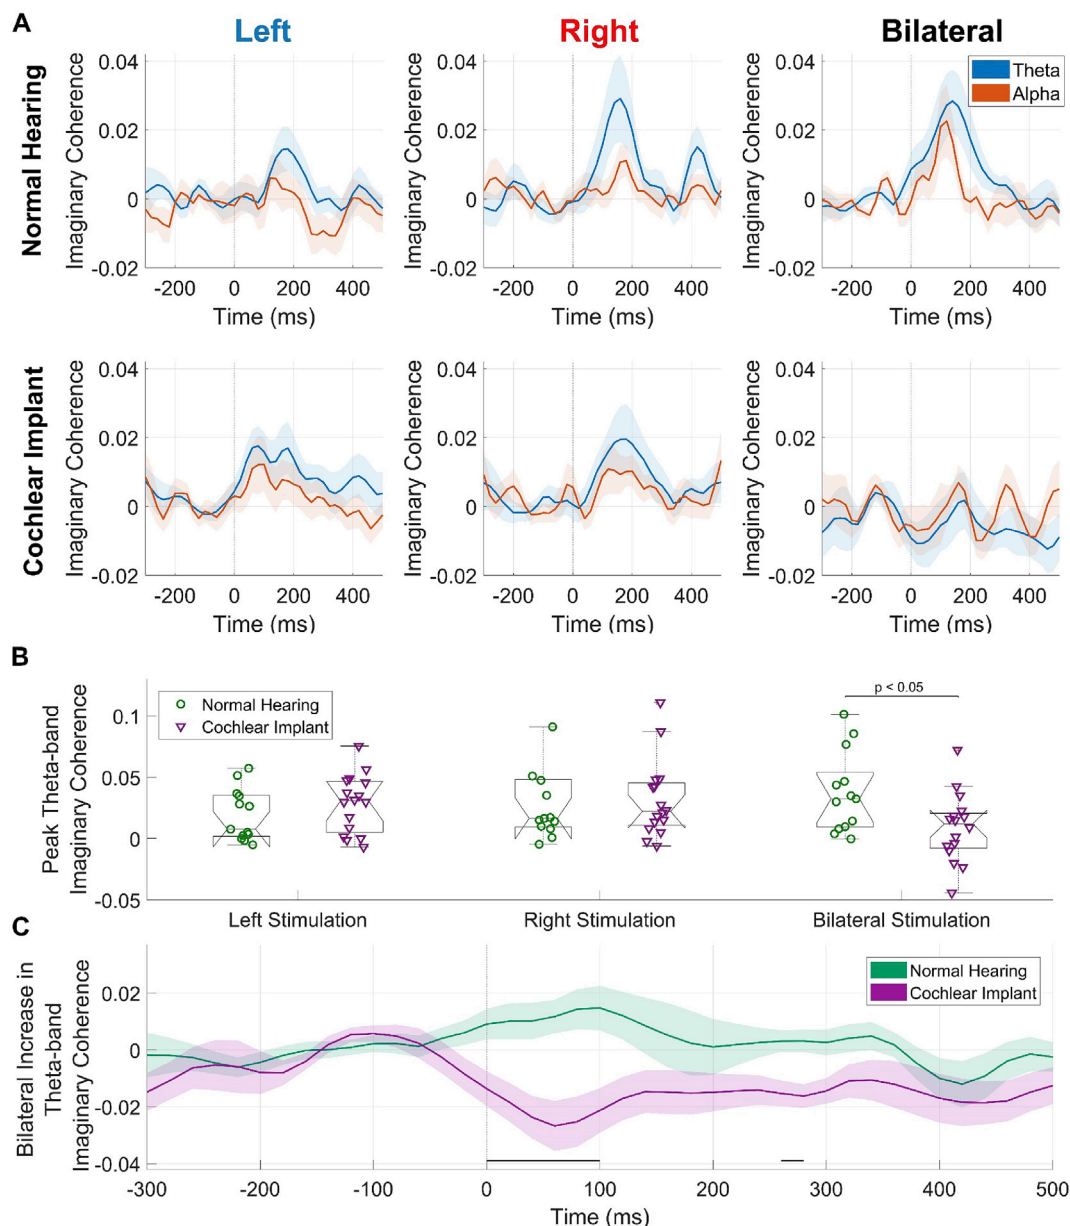 A
Left
Right
Bilateral
Normal Hearing
Imaginary Coherence
0.04
0.02
0
-0.02
-200 0 200 400
Time (ms)
Imaginary Coherence
0.04
0.02
0
-0.02
-200 0 200 400
Time (ms)
Imaginary Coherence
0.04
0.02
0
-0.02
-200 0 200 400
Time (ms)
Theta
Alpha
Cochlear Implant
Imaginary Coherence
0.04
0.02
0
-0.02
-200 0 200 400
Time (ms)
Imaginary Coherence
0.04
0.02
0
-0.02
-200 0 200 400
Time (ms)
Imaginary Coherence
0.04
0.02
0
-0.02
-200 0 200 400
Time (ms)
B
Peak Theta-band
Imaginary Coherence
0.1
0.05
0
-0.05
Normal Hearing
Cochlear Implant
p < 0.05
Left Stimulation
Right Stimulation
Bilateral Stimulation
C
Bilateral Increase in
Theta-band
Imaginary Coherence
0.02
0
-0.02
-0.04
Normal Hearing
Cochlear Implant
-300 -200 -100 0 100 200 300 400 500
Time (ms)